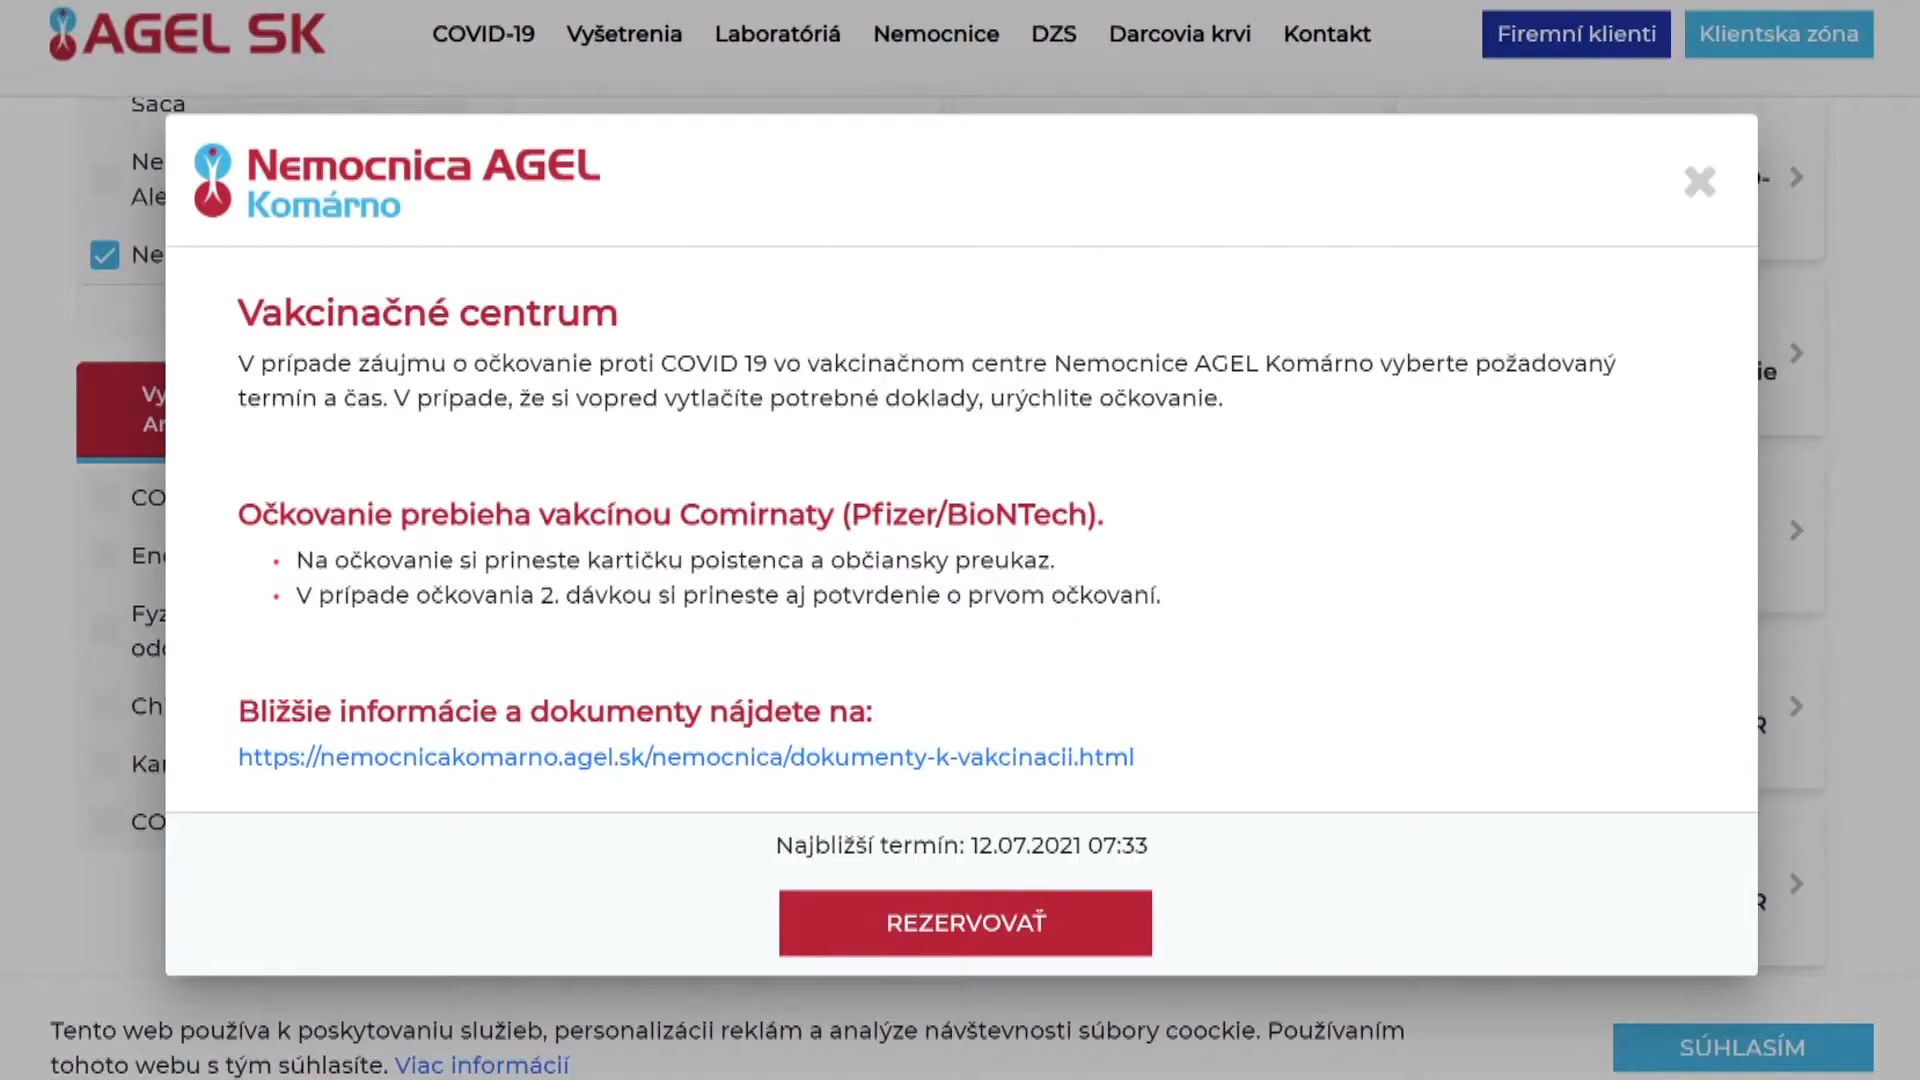 AGEL SK
COVID-19 Vyšetrenia Laboratóriá Nemocnice DZS Darcovia krvi Kontakt Firemní klienti Klientska zóna
Šaca
Nemocnica AGEL
Komárno
Vakcinačné centrum
V prípade záujmu o očkovanie proti COVID 19 vo vakcinačnom centre Nemocnice AGEL Komárno vyberte požadovaný
termín a čas. V prípade, že si vopred vytlačíte potrebné doklady, urýchlite očkovanie.
Očkovanie prebieha vakcínou Comirnaty (Pfizer/BioNTech).
• Na očkovanie si prineste kartičku poistenca a občiansky preukaz.
• V prípade očkovania 2. dávkou si prineste aj potvrdenie o prvom očkovaní.
Bližšie informácie a dokumenty nájdete na:
https://nemocnicakomarno.agel.sk/nemocnica/dokumenty-k-vakcinacii.html
Najbližší termín: 12.07.2021 07:33
REZERVOVAŤ
Tento web používa k poskytovaniu služieb, personalizácii reklám a analýze návštevnosti súbory coockie. Používaním
tohoto webu s tým súhlasíte. Viac informácií
SÚHLASÍM